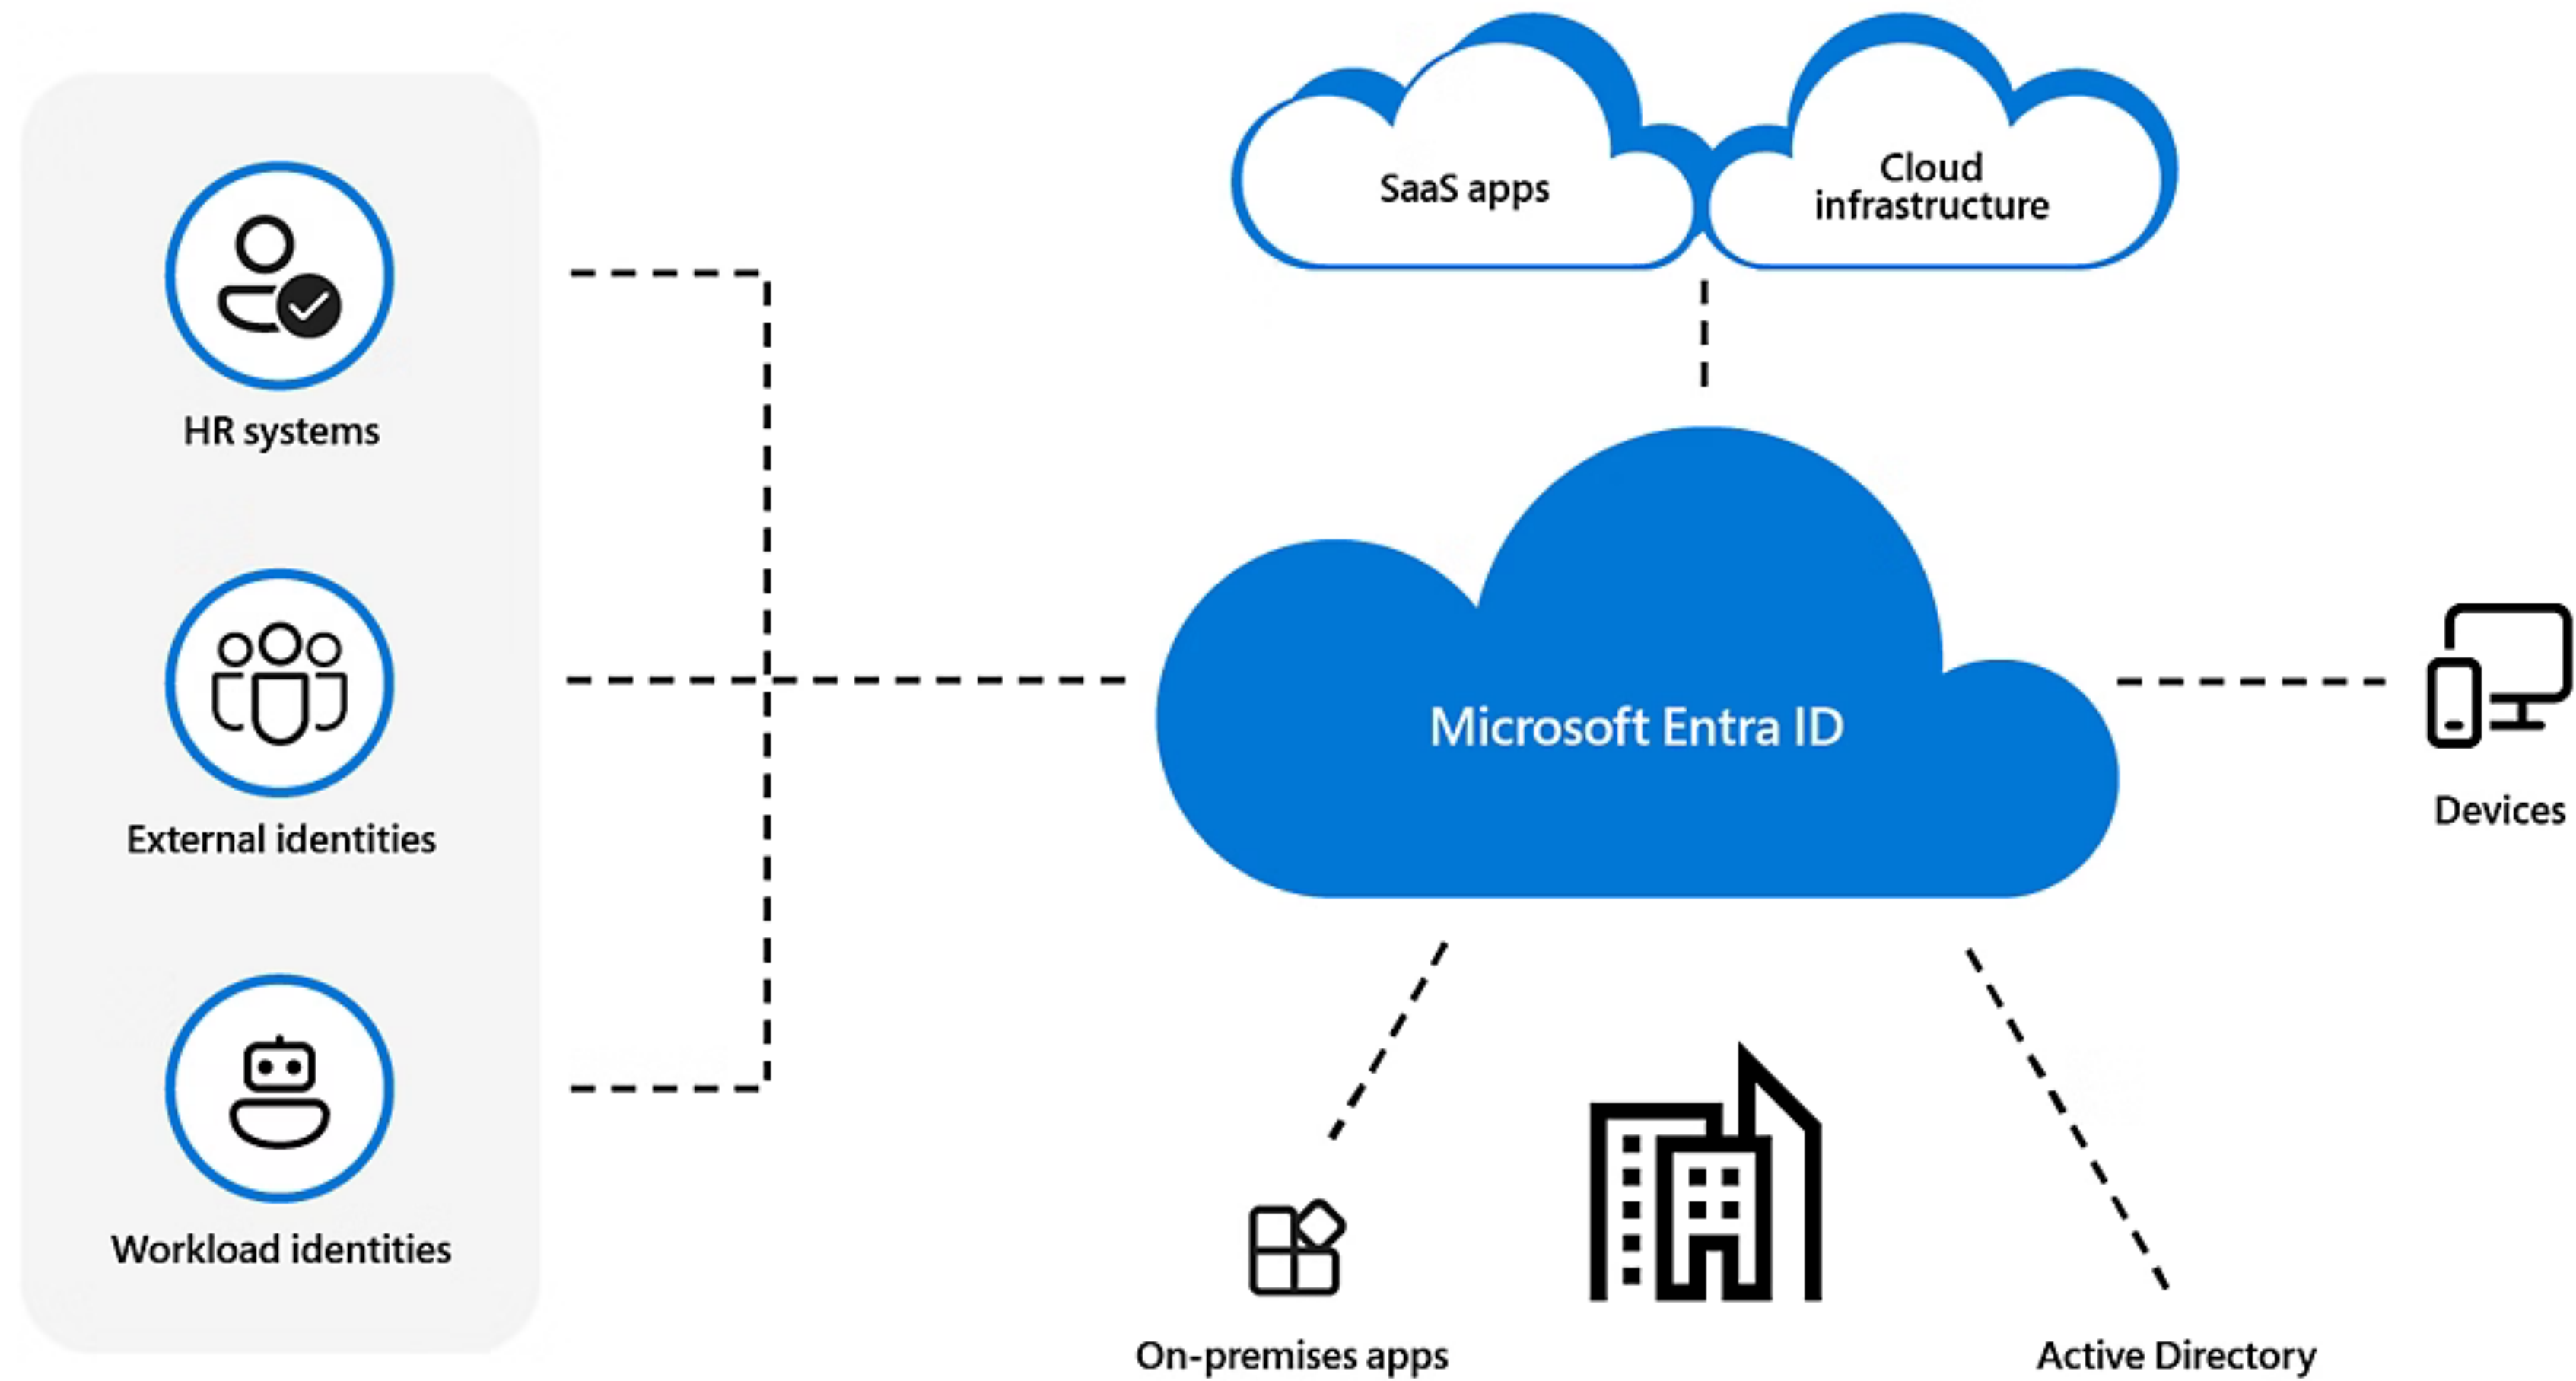 HR systems
External identities
Workload identities
SaaS apps
Cloud
infrastructure
Microsoft Entra ID
Devices
On-premises apps
Active Directory